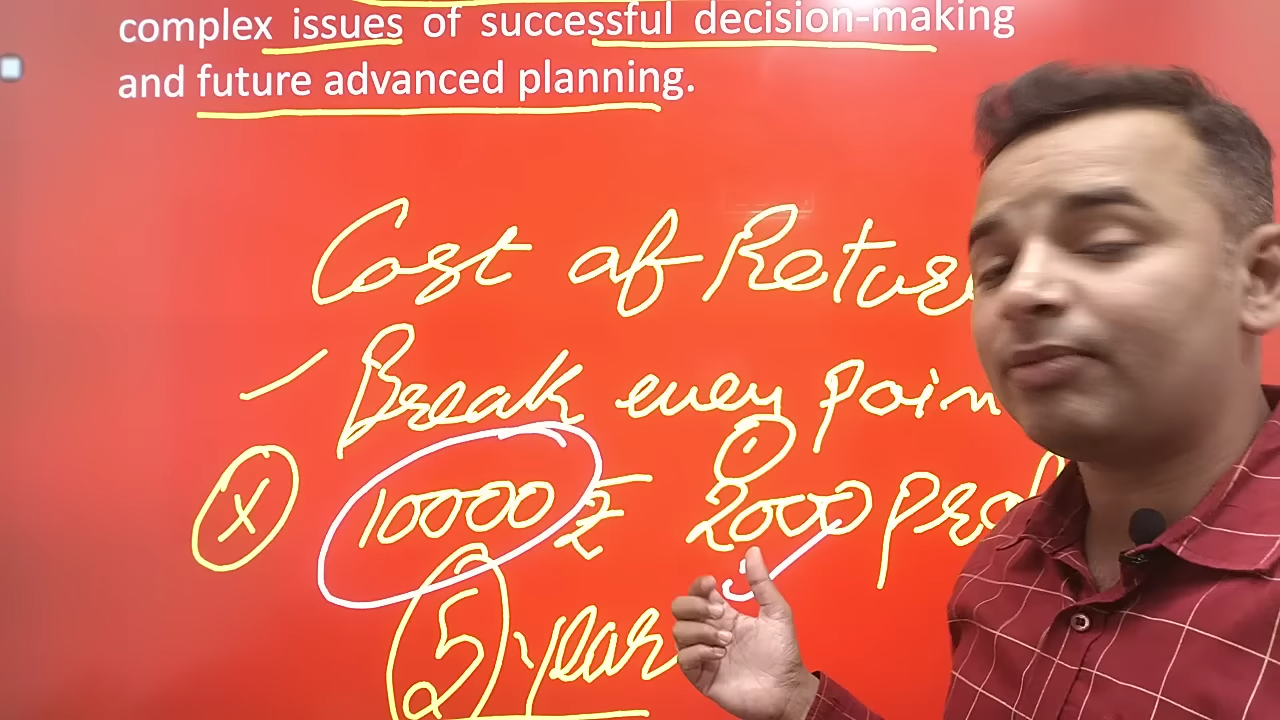 complex issues of successful decision-making
and future advanced planning.
Cost of Retur
Break even poin
X 10000 ₹ 2000 prof
5 year